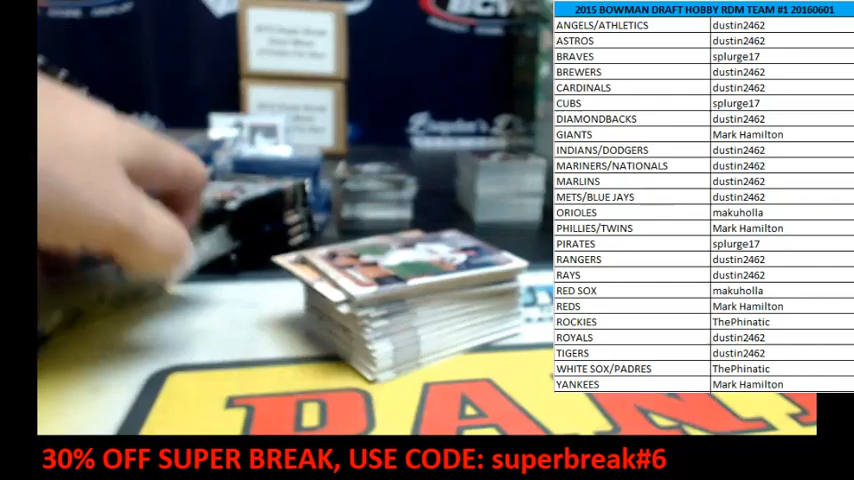 2015 BOWMAN DRAFT HOBBY RDM TEAM #1 20160601
ANGELS/ATHLETICS dustin2462
ASTROS dustin2462
BRAVES splurge17
BREWERS dustin2462
CARDINALS dustin2462
CUBS splurge17
DIAMONDBACKS dustin2462
GIANTS Mark Hamilton
INDIANS/DODGERS dustin2462
MARINERS/NATIONALS dustin2462
MARLINS dustin2462
METS/BLUE JAYS dustin2462
ORIOLES makuholla
PHILLIES/TWINS Mark Hamilton
PIRATES splurge17
RANGERS dustin2462
RAYS dustin2462
RED SOX makuholla
REDS Mark Hamilton
ROCKIES ThePhinatic
ROYALS dustin2462
TIGERS dustin2462
WHITE SOX/PADRES ThePhinatic
YANKEES Mark Hamilton
PANI
30% OFF SUPER BREAK, USE CODE: superbreak#6